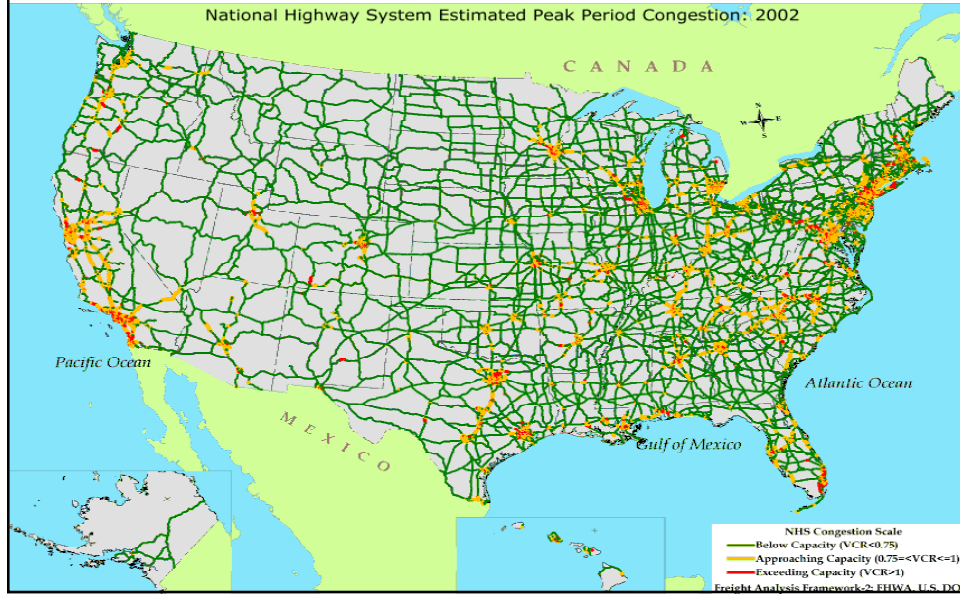 National Highway System Estimated Peak Period Congestion: 2002
CANADA
N
W E
S
Pacific Ocean
Atlantic Ocean
MEXICO
Gulf of Mexico
NHS Congestion Scale
Below Capacity (VCR<0.75)
Approaching Capacity (0.75=<VCR<=1)
Exceeding Capacity (VCR>1)
Freight Analysis Framework-2: FHWA, U.S. DO